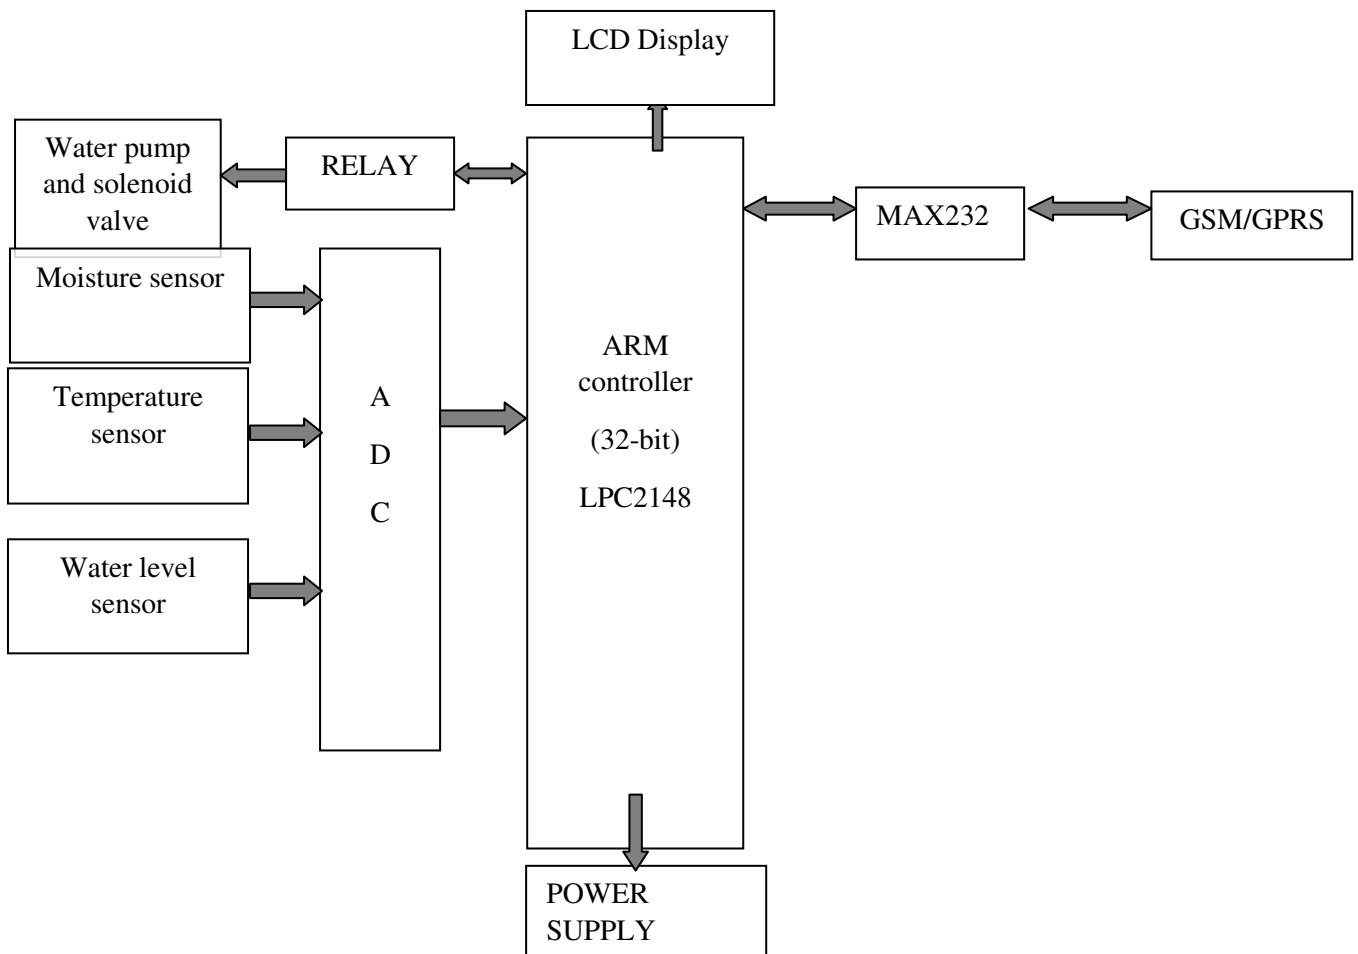 LCD Display
Water pump
and solenoid
valve
RELAY
MAX232
GSM/GPRS
Moisture sensor
Temperature
sensor
Water level
sensor
A
D
C
ARM
controller
(32-bit)
LPC2148
POWER
SUPPLY